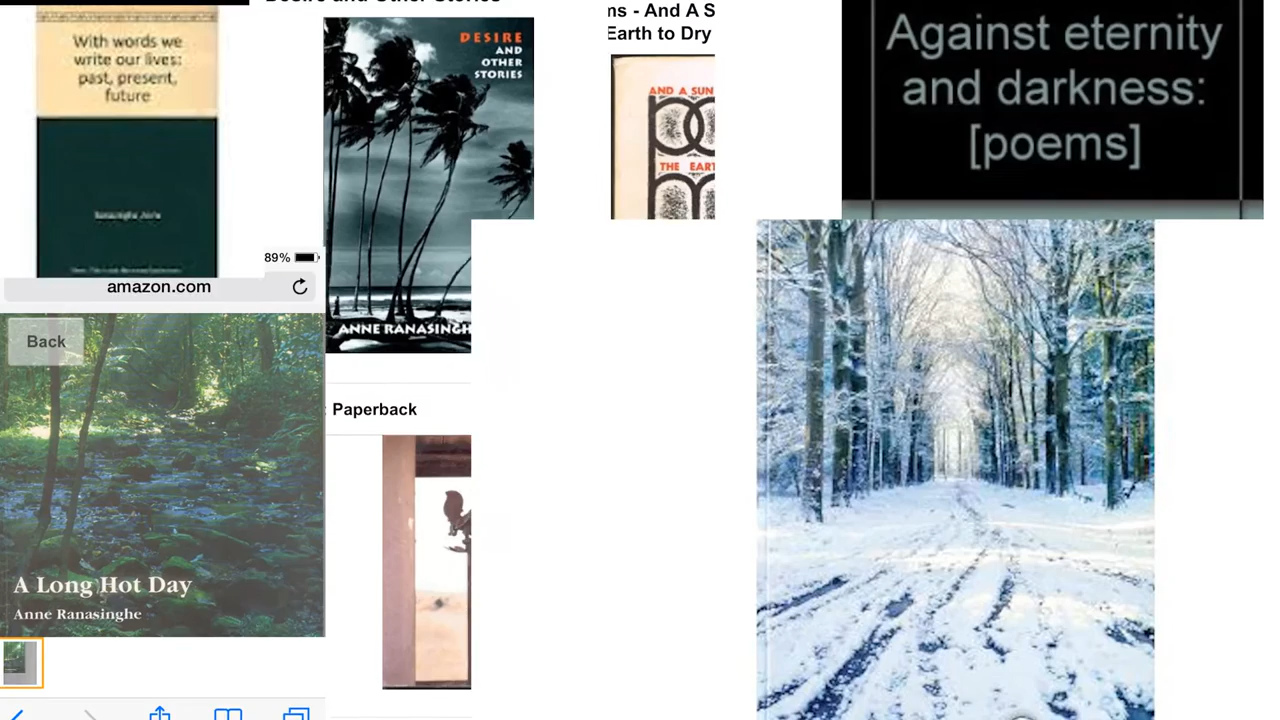 With words we
write our lives:
past, present,
future
Desire and Other Stories
DESIRE
AND
OTHER
STORIES
ANNE RANASINGH
ms - And A S
Earth to Dry
AND A SUN
THE EART
Against eternity
and darkness:
[poems]
89%
amazon.com
Back
A Long Hot Day
Anne Ranasinghe
: Paperback